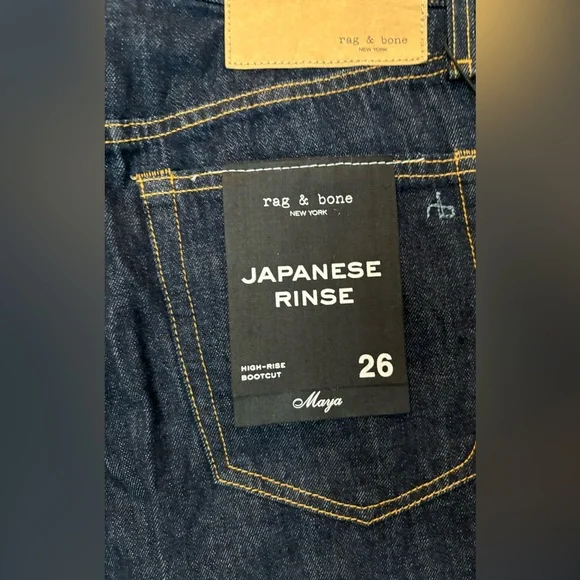 rag & bone
NEW YORK
rag & bone
NEW YORK
JAPANESE
RINSE
HIGH-RISE
BOOTCUT
26
Maya